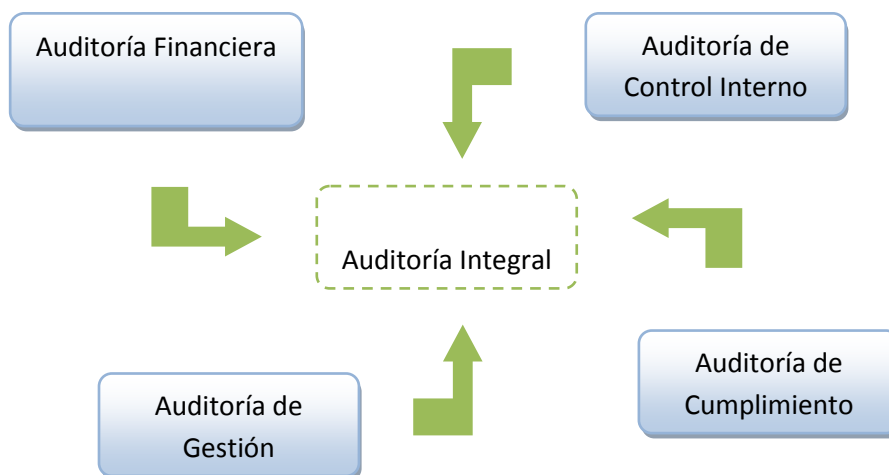 Auditoría Financiera
Auditoría de
Control Interno
Auditoría Integral
Auditoría de
Gestión
Auditoría de
Cumplimiento